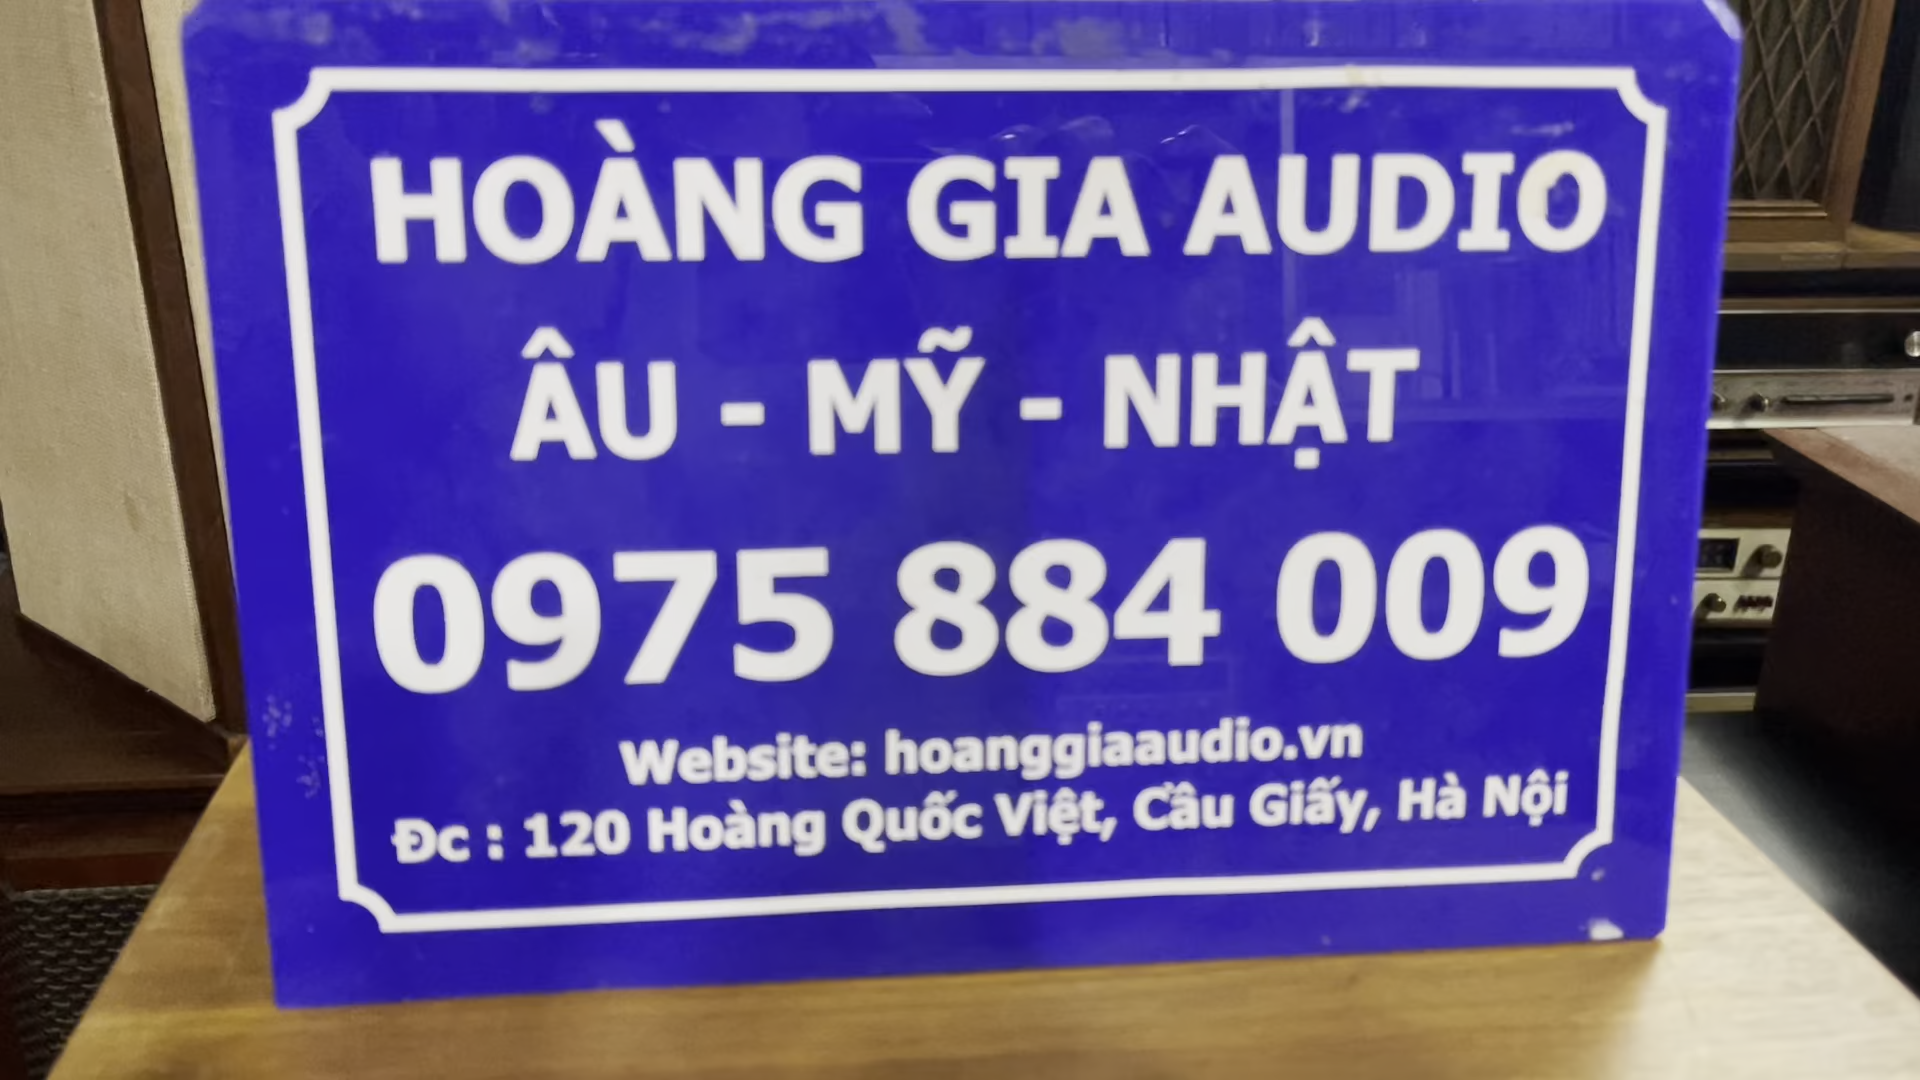 HOÀNG GIA AUDIO
ÂU - MỸ - NHẬT
0975 884 009
Website: hoanggiaaudio.vn
Đc : 120 Hoàng Quốc Việt, Cầu Giấy, Hà Nội